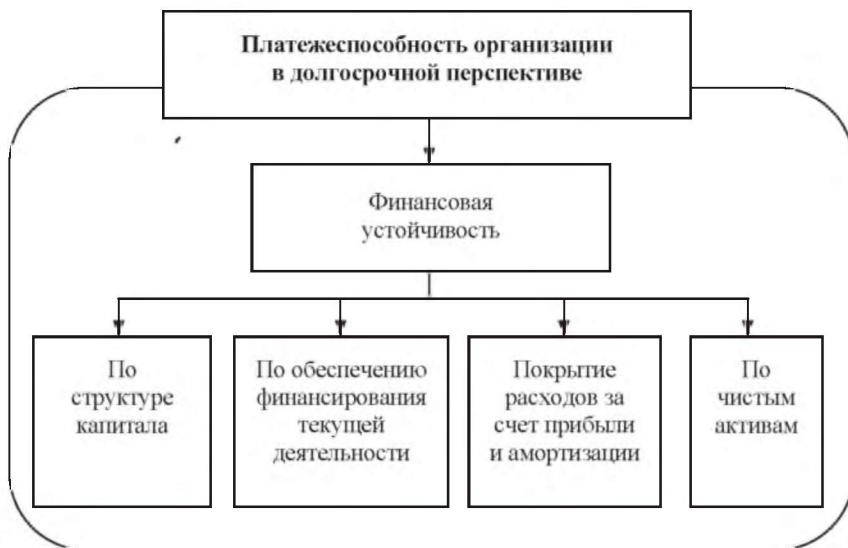 Платежеспособность организации
в долгосрочной перспективе
Финансовая
устойчивость
По
структуре
капитала
По обеспечению
финансирования
текущей
деятельности
Покрытие
расходов за
счет прибыли
и амортизации
По
чистым
активам